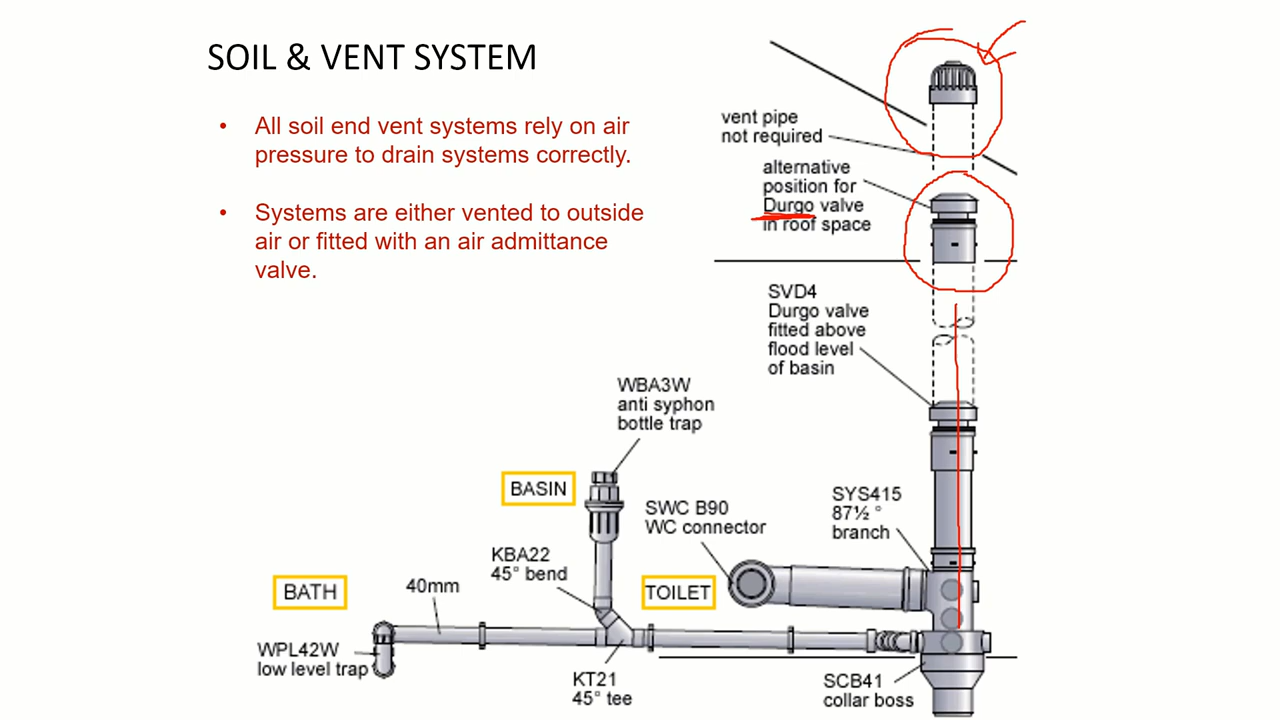 SOIL & VENT SYSTEM
• All soil end vent systems rely on air
pressure to drain systems correctly.
• Systems are either vented to outside
air or fitted with an air admittance
valve.
vent pipe
not required
alternative
position for
Durgo valve
in roof space
SVD4
Durgo valve
fitted above
flood level
of basin
WBA3W
anti syphon
bottle trap
BASIN
SWC B90
WC connector
SYS415
87½ °
branch
KBA22
45° bend
BATH
40mm
TOILET
WPL42W
low level trap
KT21
45° tee
SCB41
collar boss